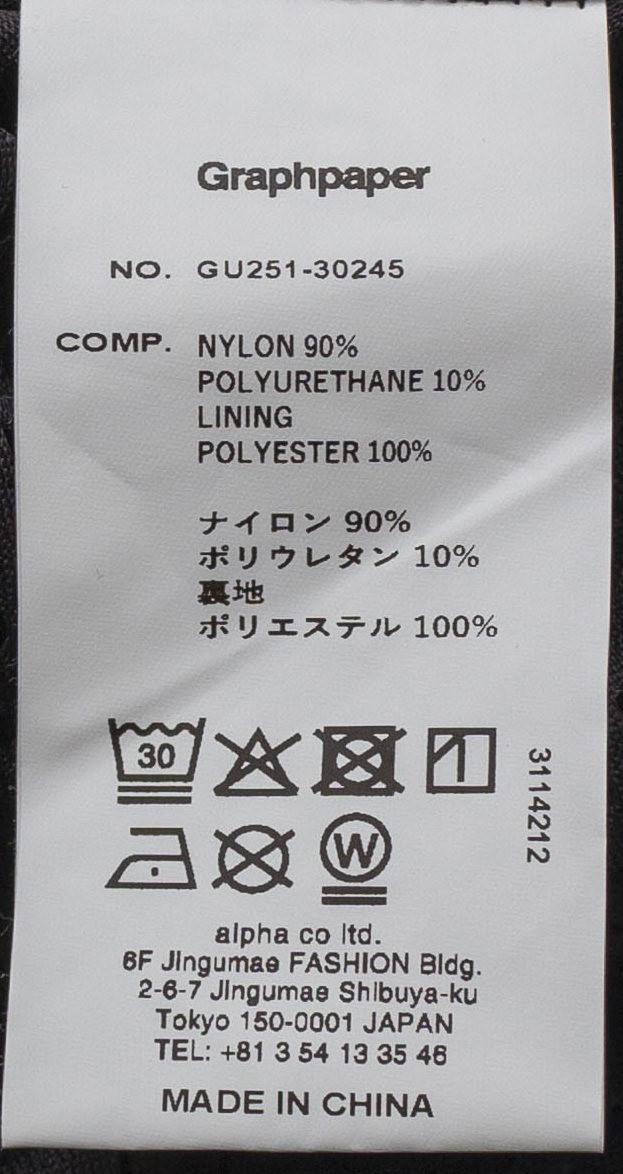 Graphpaper
NO. GU251-30245
COMP. NYLON 90%
POLYURETHANE 10%
LINING
POLYESTER 100%
ナイロン 90%
ポリウレタン 10%
裏地
ポリエステル 100%
30
W
3114212
alpha co ltd.
6F Jingumae FASHION Bldg.
2-6-7 Jingumae Shibuya-ku
Tokyo 150-0001 JAPAN
TEL: +81 3 54 13 35 46
MADE IN CHINA